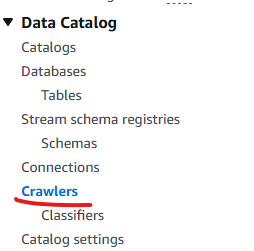 Data Catalog
Catalogs
Databases
Tables
Stream schema registries
Schemas
Connections
Crawlers
Classifiers
Catalog settings